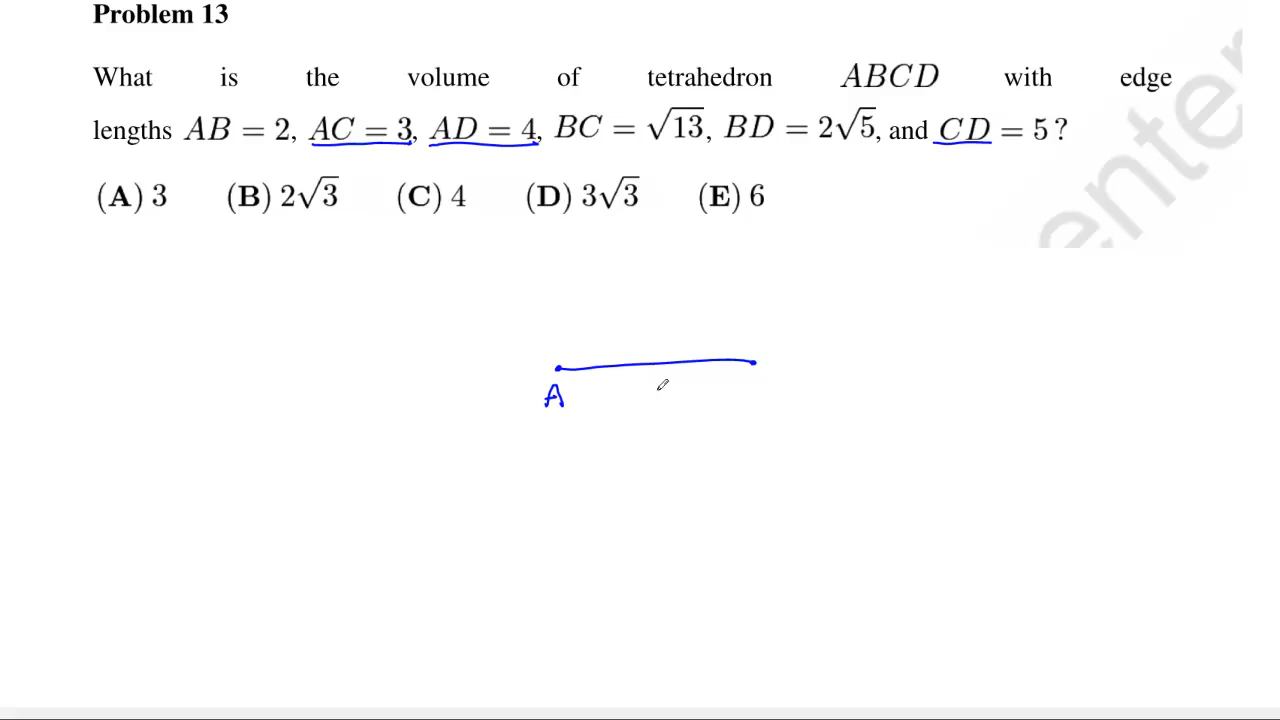 Problem 13
What is the volume of tetrahedron ABCD with edge
lengths AB = 2, AC = 3, AD = 4, BC = √13, BD = 2√5, and CD = 5?
(A) 3 (B) 2√3 (C) 4 (D) 3√3 (E) 6
A